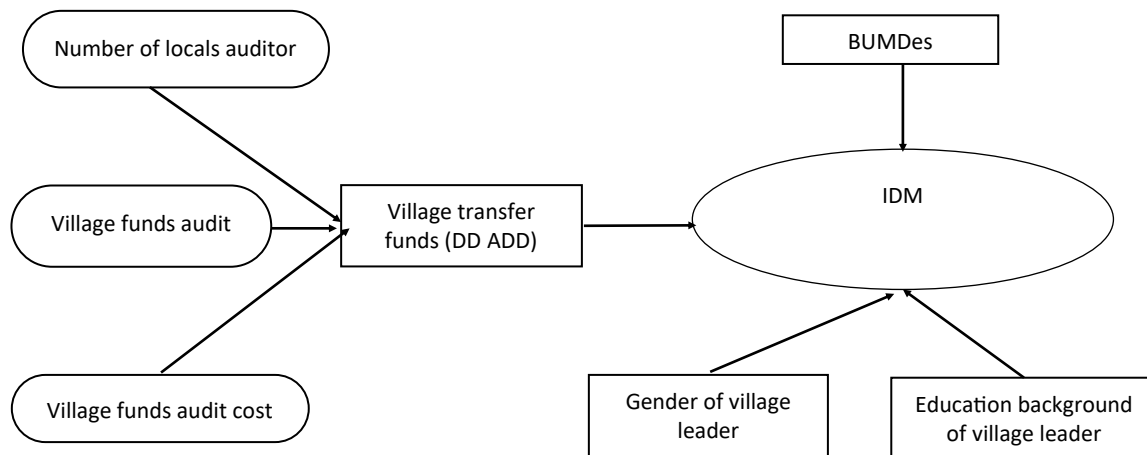 Number of locals auditor
BUMDes
Village funds audit
Village transfer
funds (DD ADD)
IDM
Village funds audit cost
Gender of village
leader
Education background
of village leader